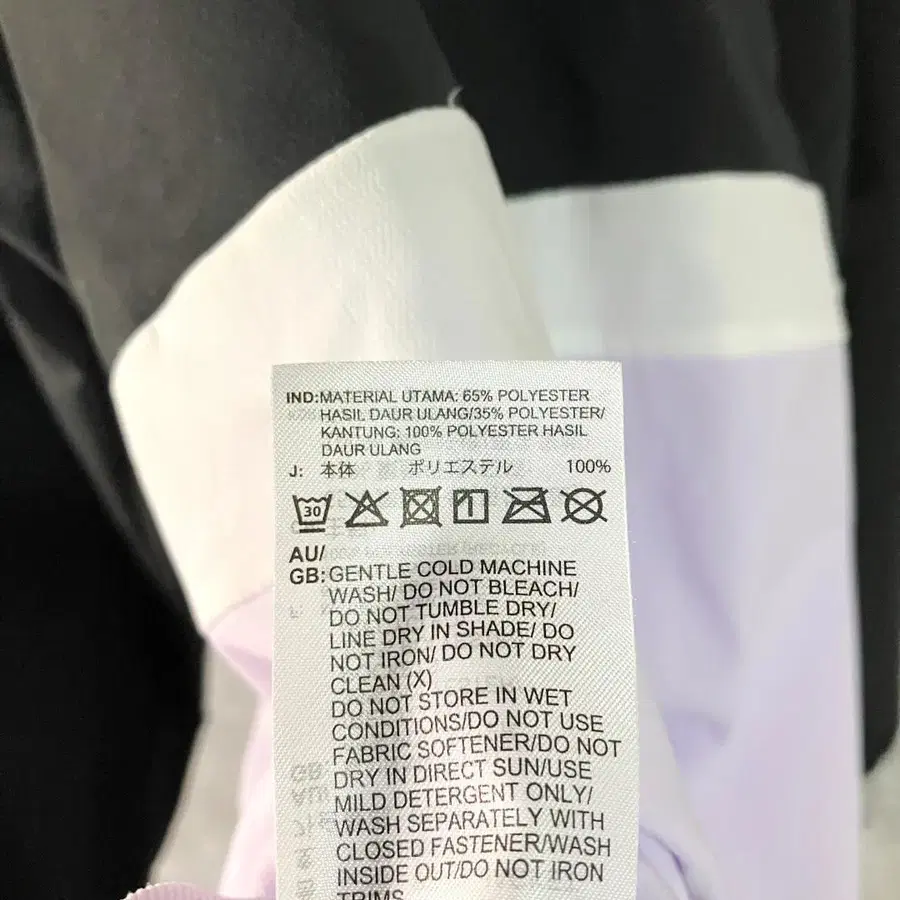 IND:MATERIAL UTAMA: 65% POLYESTER
HASIL DAUR ULANG/35% POLYESTER/
KANTUNG: 100% POLYESTER HASIL
DAUR ULANG
J: 本体 ポリエステル 100%
30
AU/
GB: GENTLE COLD MACHINE
WASH/ DO NOT BLEACH/
DO NOT TUMBLE DRY/
LINE DRY IN SHADE/ DO
NOT IRON/ DO NOT DRY
CLEAN (X)
DO NOT STORE IN WET
CONDITIONS/DO NOT USE
FABRIC SOFTENER/DO NOT
DRY IN DIRECT SUN/USE
MILD DETERGENT ONLY/
WASH SEPARATELY WITH
CLOSED FASTENER/WASH
INSIDE OUT/DO NOT IRON
TRIMS